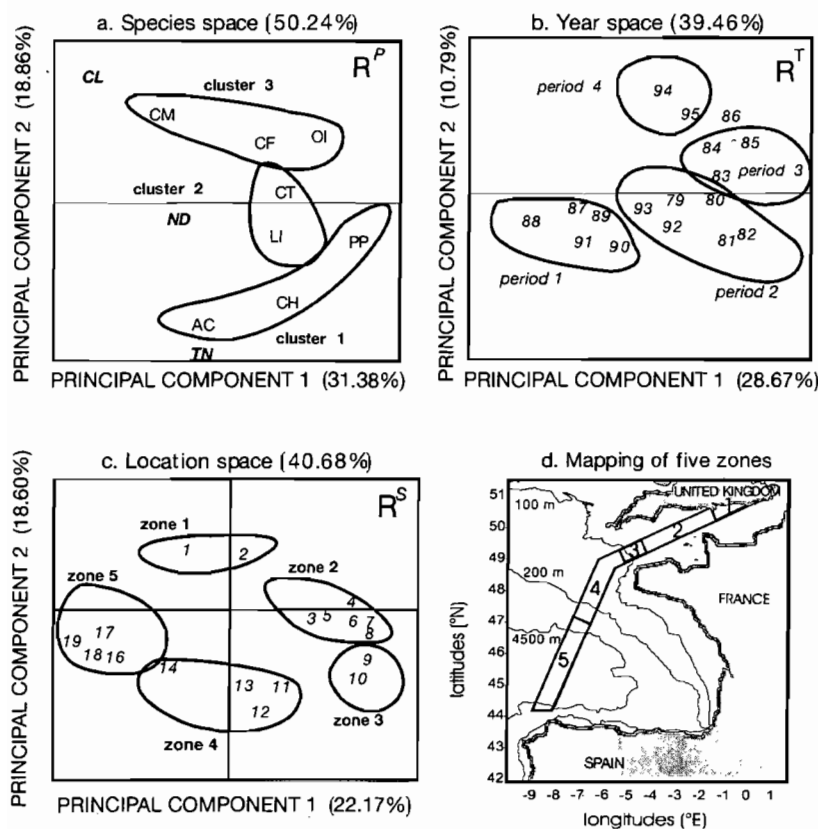 a. Species space (50.24%)
PRINCIPAL COMPONENT 2 (18.86%)
R^P
CL
cluster 3
CM
CF
OI
cluster 2
CT
ND
LI
PP
CH
AC
cluster 1
TN
PRINCIPAL COMPONENT 1 (31.38%)
b. Year space (39.46%)
PRINCIPAL COMPONENT 2 (10.79%)
R^T
period 4
94
95
86
84
85
83
period 3
93
79
80
92
81
82
88
87
89
91
90
period 1
period 2
PRINCIPAL COMPONENT 1 (28.67%)
c. Location space (40.68%)
PRINCIPAL COMPONENT 2 (18.60%)
R^S
zone 1
1
2
zone 5
zone 2
4
3
5
6
7
8
19
17
18
16
14
9
10
13
11
12
zone 3
zone 4
PRINCIPAL COMPONENT 1 (22.17%)
d. Mapping of five zones
latitudes (°N)
51
50
49
48
47
46
45
44
43
42
100 m
UNITED KINGDOM
1
2
3
200 m
4
FRANCE
4500 m
5
SPAIN
-9 -8 -7 -6 -5 -4 -3 -2 -1 0 1
longitudes (°E)